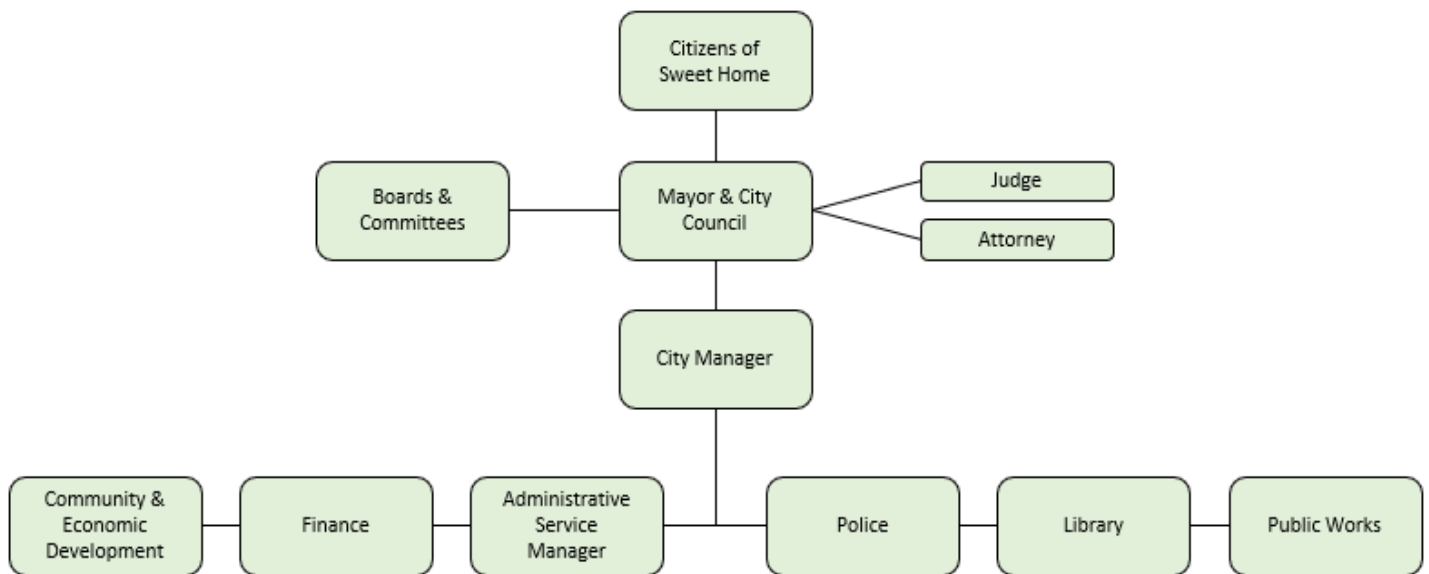 Citizens of
Sweet Home
Boards &
Committees
Mayor & City
Council
Judge
Attorney
City Manager
Community &
Economic
Development
Finance
Administrative
Service
Manager
Police
Library
Public Works